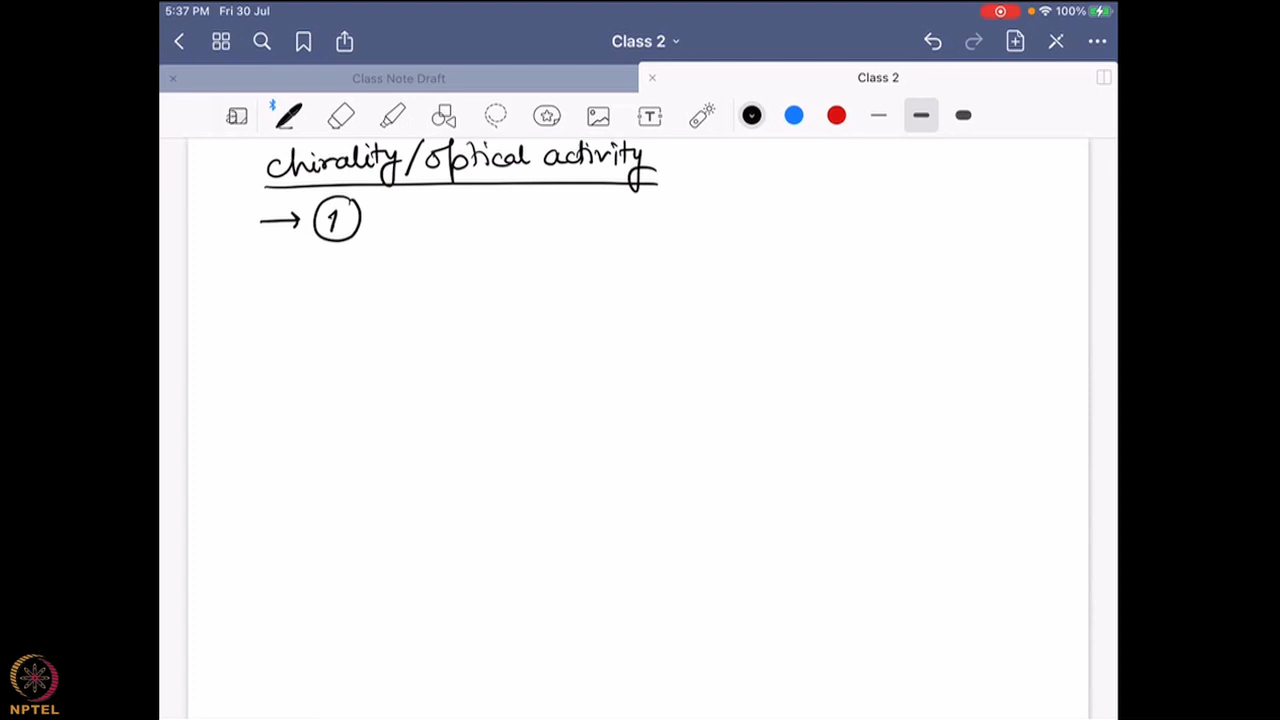 5:37 PM Fri 30 Jul 100%
Class 2
Class Note Draft
Class 2
T
chirality/optical activity
→ 1
NPTEL